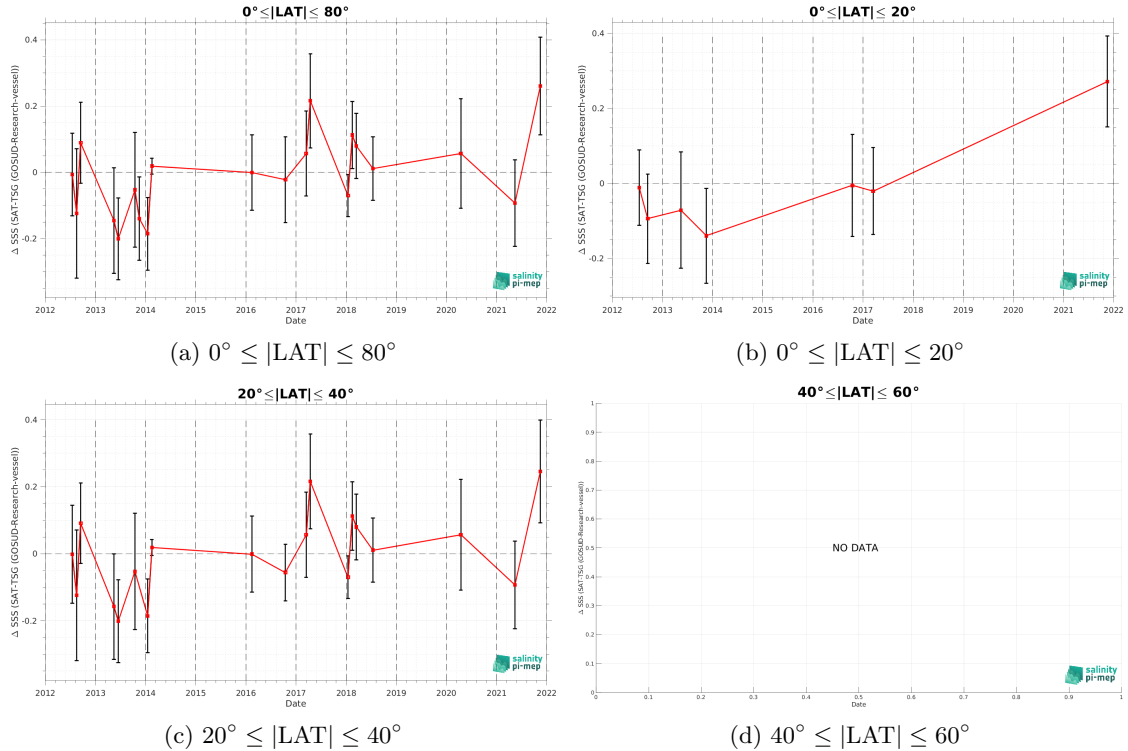 0°≤|LAT|≤ 80°
Δ SSS (SAT-TSG (GOSUD-Research-vessel))
0.4
0.2
0
-0.2
2012 2013 2014 2015 2016 2017 2018 2019 2020 2021 2022
Date
salinity
pi-mep
(a) 0° ≤ |LAT| ≤ 80°
0°≤|LAT|≤ 20°
Δ SSS (SAT-TSG (GOSUD-Research-vessel))
0.4
0.2
0
-0.2
2012 2013 2014 2015 2016 2017 2018 2019 2020 2021 2022
Date
salinity
pi-mep
(b) 0° ≤ |LAT| ≤ 20°
20°≤|LAT|≤ 40°
Δ SSS (SAT-TSG (GOSUD-Research-vessel))
0.4
0.2
0
-0.2
2012 2013 2014 2015 2016 2017 2018 2019 2020 2021 2022
Date
salinity
pi-mep
(c) 20° ≤ |LAT| ≤ 40°
40°≤|LAT|≤ 60°
Δ SSS (SAT-TSG (GOSUD-Research-vessel))
1
0.9
0.8
0.7
0.6
0.5
0.4
0.3
0.2
0.1
0
NO DATA
0 0.1 0.2 0.3 0.4 0.5 0.6 0.7 0.8 0.9 1
Date
salinity
pi-mep
(d) 40° ≤ |LAT| ≤ 60°